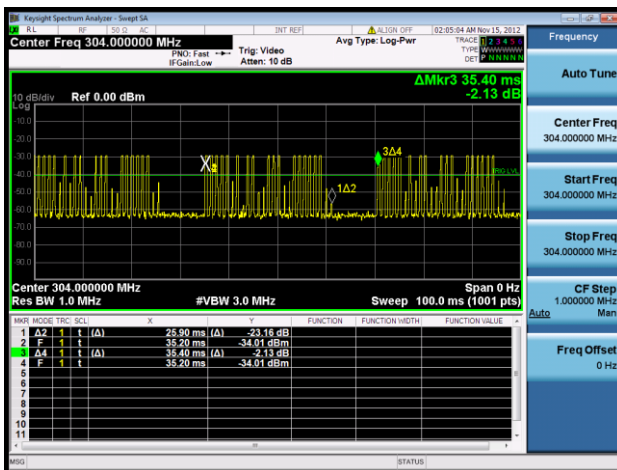 Keysight Spectrum Analyzer - Swept SA
RL RF 50 Ω AC INT REF ALIGN OFF 02:05:04 AM Nov 15, 2012
Center Freq 304.000000 MHz
PNO: Fast
IFGain:Low
Trig: Video
Atten: 10 dB
Avg Type: Log-Pwr
TRACE 1 2 3 4 5 6
TYPE WWWWWW
DET P N N N N N
ΔMkr3 35.40 ms
-2.13 dB
10 dB/div
Log
Ref 0.00 dBm
-10.0
-20.0
-30.0
-40.0
-50.0
-60.0
-70.0
-80.0
-90.0
3Δ4
1Δ2
TRIG LVL
Center 304.000000 MHz Span 0 Hz
Res BW 1.0 MHz #VBW 3.0 MHz Sweep 100.0 ms (1001 pts)
MKR MODE TRC SCL X Y FUNCTION FUNCTION WIDTH FUNCTION VALUE
1 Δ2 1 t (Δ) 25.90 ms (Δ) -23.16 dB
2 F 1 t 35.20 ms -34.01 dBm
3 Δ4 1 t (Δ) 35.40 ms (Δ) -2.13 dB
4 F 1 t 35.20 ms -34.01 dBm
5
6
7
8
9
10
11
MSG STATUS
Frequency
Auto Tune
Center Freq
304.000000 MHz
Start Freq
304.000000 MHz
Stop Freq
304.000000 MHz
CF Step
1.000000 MHz
Auto Man
Freq Offset
0 Hz